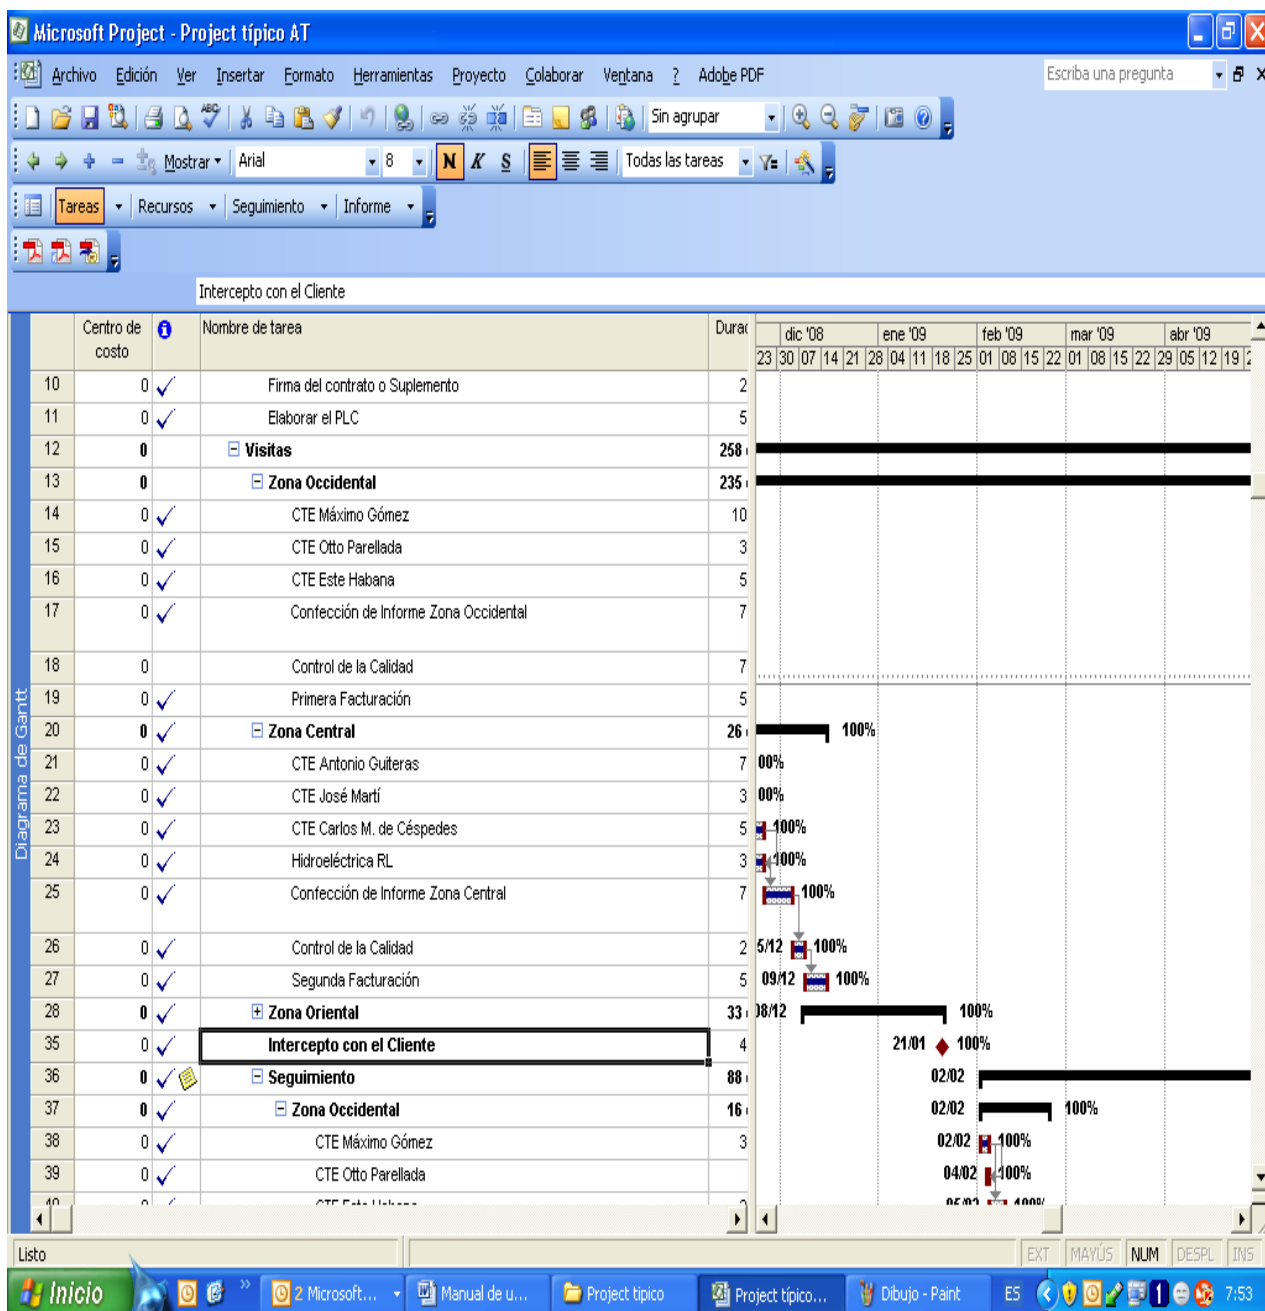 Microsoft Project - Project típico AT
Archivo Edición Ver Insertar Formato Herramientas Proyecto Colaborar Ventana ? Adobe PDF Escriba una pregunta
Sin agrupar
Mostrar Arial 8 N K S Todas las tareas
Tareas Recursos Seguimiento Informe
Intercepto con el Cliente
Centro de costo Nombre de tarea Durac
dic '08 ene '09 feb '09 mar '09 abr '09
23 30 07 14 21 28 04 11 18 25 01 08 15 22 01 08 15 22 29 05 12 19
10 0 Firma del contrato o Suplemento 2
11 0 Elaborar el PLC 5
12 0 Visitas 258
13 0 Zona Occidental 235
14 0 CTE Máximo Gómez 10
15 0 CTE Otto Parellada 3
16 0 CTE Este Habana 5
17 0 Confección de Informe Zona Occidental 7
18 0 Control de la Calidad 7
19 0 Primera Facturación 5
20 0 Zona Central 26 100%
21 0 CTE Antonio Guiteras 7 00%
22 0 CTE José Martí 3 00%
23 0 CTE Carlos M. de Céspedes 5 100%
24 0 Hidroeléctrica RL 3 100%
25 0 Confección de Informe Zona Central 7 100%
26 0 Control de la Calidad 2 5/12 100%
27 0 Segunda Facturación 5 09/12 100%
28 0 Zona Oriental 33 08/12 100%
35 0 Intercepto con el Cliente 4 21/01 100%
36 0 Seguimiento 88 02/02
37 0 Zona Occidental 16 02/02 100%
38 0 CTE Máximo Gómez 3 02/02 100%
39 0 CTE Otto Parellada 04/02 100%
40 0 CTE Este Habana 05/02 100%
Diagrama de Gantt
Listo EXT MAYÚS NUM DESPL INS
Inicio 2 Microsoft... Manual de u... Project tipico Project típico... Dibujo - Paint ES 7:53